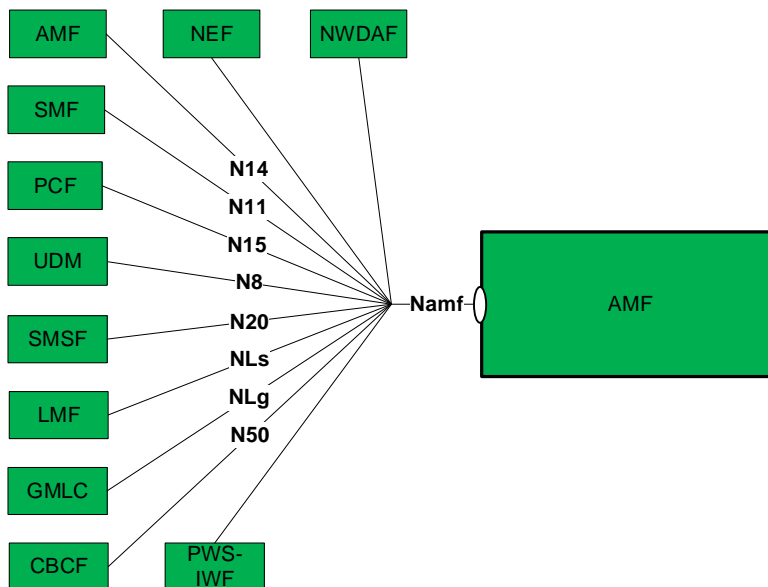 AMF
NEF
NWDAF
SMF
N14
PCF
N11
N15
UDM
N8
Namf
AMF
SMSF
N20
NLs
LMF
NLg
N50
GMLC
CBCF
PWS-
IWF